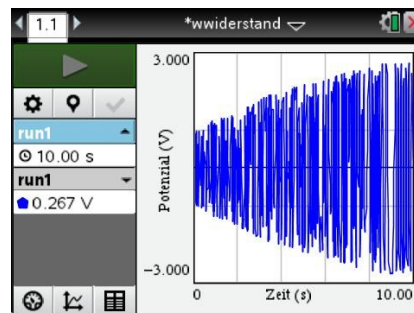 1.1
*wwiderstand
run1
10.00 s
run1
0.267 V
3.000
Potenzial (V)
-3.000
0
Zeit (s)
10.00